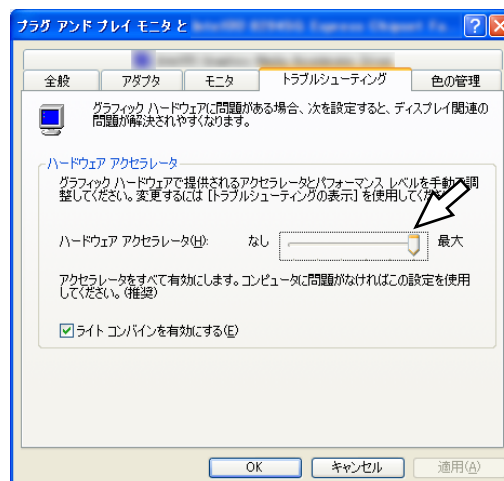 プラグ アンド プレイ モニタ と
全般 アダプタ モニタ トラブルシューティング 色の管理
グラフィック ハードウェアに問題がある場合、次を設定すると、ディスプレイ関連の
問題が解決されやすくなります。
ハードウェア アクセラレータ
グラフィック ハードウェアで提供されるアクセラレータとパフォーマンス レベルを手動で調
整してください。変更するには [トラブルシューティングの表示] を使用してください。
ハードウェア アクセラレータ(H): なし 最大
アクセラレータをすべて有効にします。コンピュータに問題がなければこの設定を使用
してください。(推奨)
ライト コンバインを有効にする(E)
OK キャンセル 適用(A)